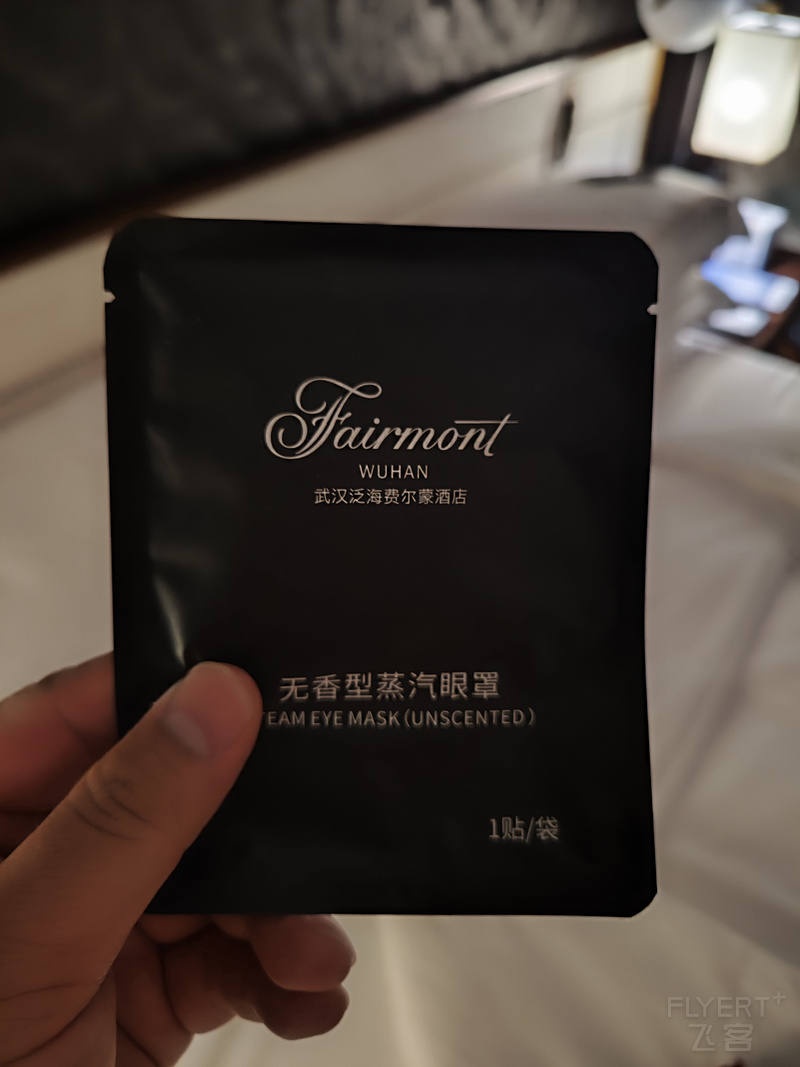 Fairmont
WUHAN
武汉泛海费尔蒙酒店
无香型蒸汽眼罩
TEAM EYE MASK (UNSCENTED)
1贴/袋
FLYERT+
飞客